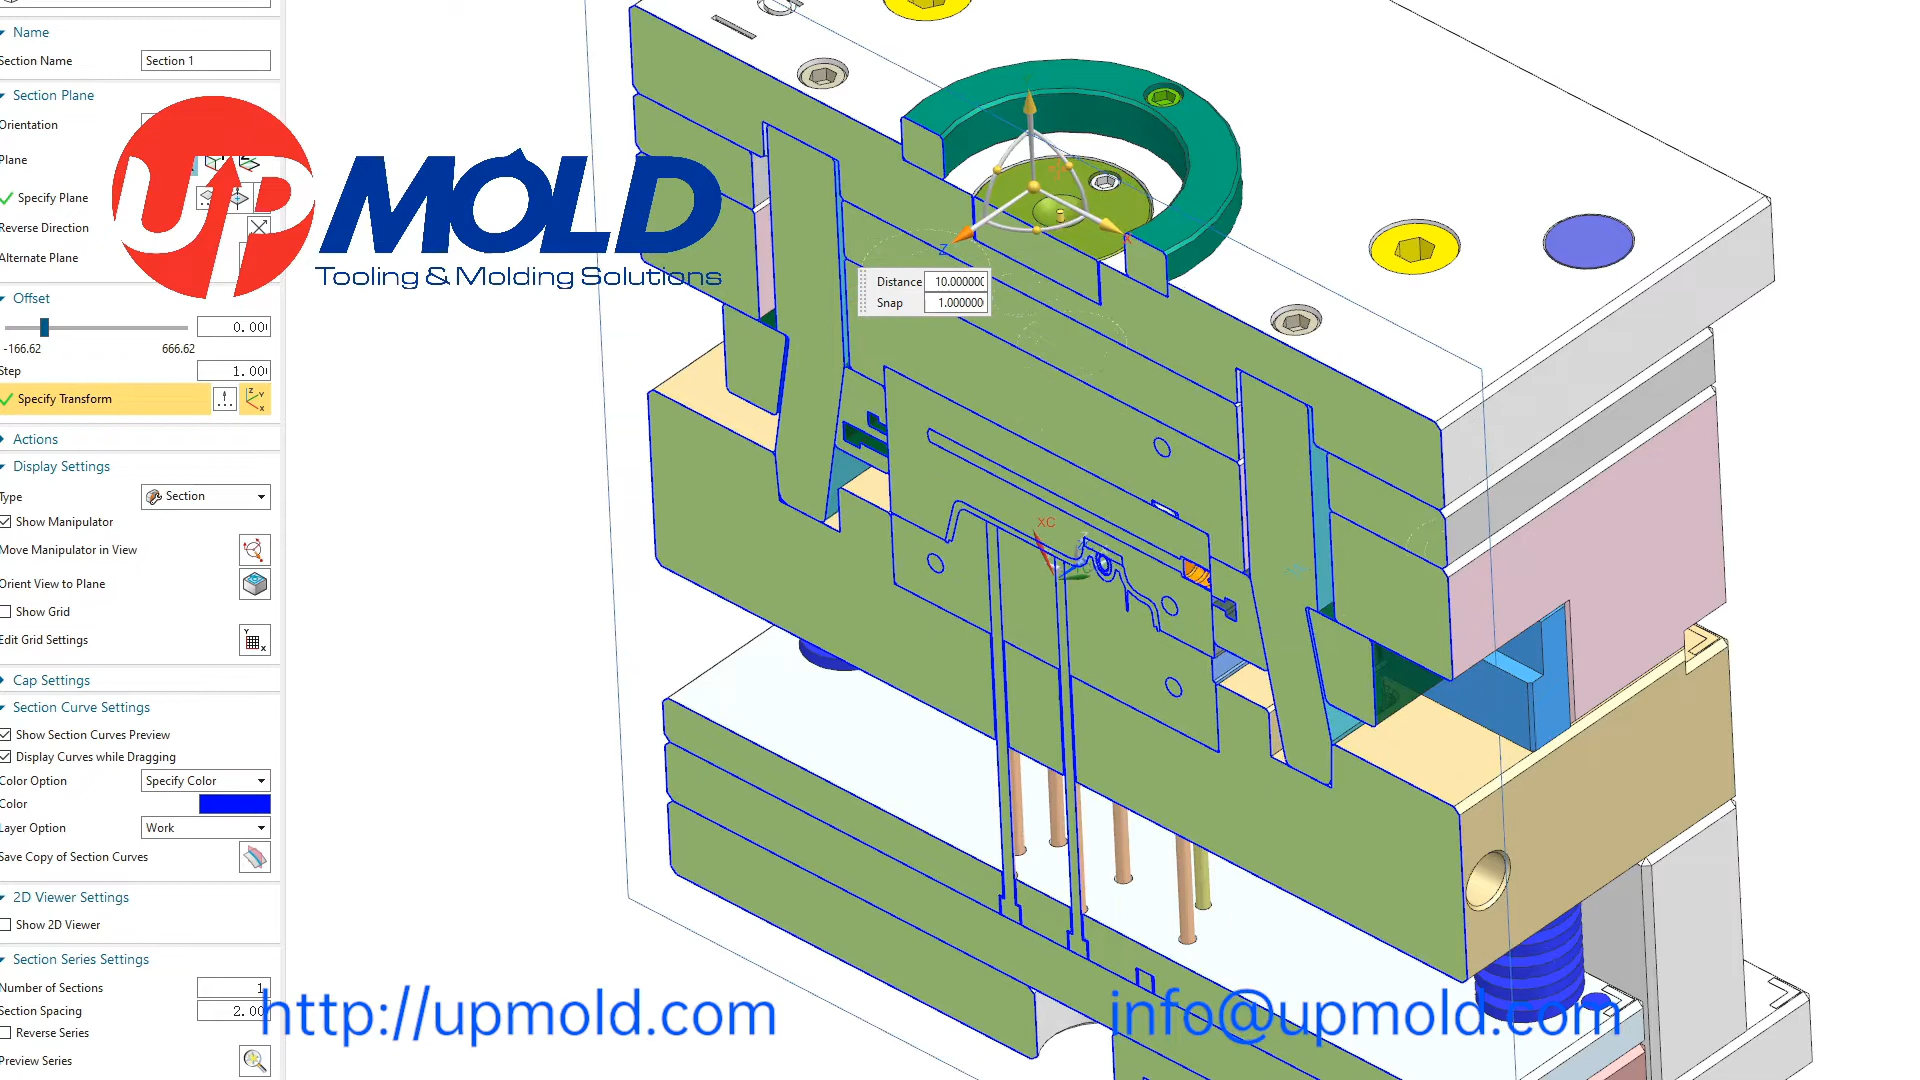 Name
Section Name
Section 1
Section Plane
Orientation
Plane
Specify Plane
Reverse Direction
Alternate Plane
Offset
0.00
-166.62
666.62
Step
1.00
Specify Transform
Actions
Display Settings
Type
Section
Show Manipulator
Move Manipulator in View
Orient View to Plane
Show Grid
Edit Grid Settings
Cap Settings
Section Curve Settings
Show Section Curves Preview
Display Curves while Dragging
Color Option
Specify Color
Color
Layer Option
Work
Save Copy of Section Curves
2D Viewer Settings
Show 2D Viewer
Section Series Settings
Number of Sections
1
Section Spacing
2.00
Reverse Series
Preview Series
UP MOLD
Tooling & Molding Solutions
Z
X
Distance 10.000000
Snap 1.000000
XC
http://upmold.com
info@upmold.com